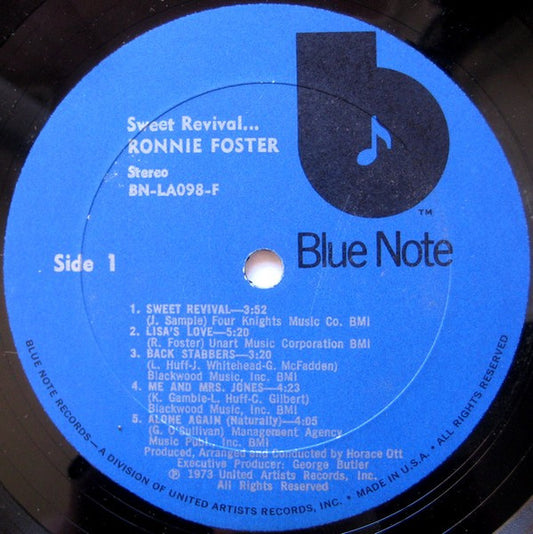 Sweet Revival...
RONNIE FOSTER
Stereo
BN-LA098-F
TM
Blue Note
Side 1
1. SWEET REVIVAL—3:52
(J. Sample) Four Knights Music Co. BMI
2. LISA'S LOVE—5:20
(R. Foster) Unart Music Corporation BMI
3. BACK STABBERS—3:20
(L. Huff-J. Whitehead-G. McFadden)
Blackwood Music, Inc. BMI
4. ME AND MRS. JONES—4:23
(K. Gamble-L. Huff-C. Gilbert)
Blackwood Music, Inc. BMI
5. ALONE AGAIN (Naturally)—4:05
(G. O'Sullivan) Management Agency
Music Publ., Inc. BMI
Produced, Arranged and Conducted by Horace Ott
Executive Producer: George Butler
℗ 1973 United Artists Records, Inc.
All Rights Reserved
BLUE NOTE RECORDS—A DIVISION OF UNITED ARTISTS RECORDS, INC. • MADE IN U.S.A. • ALL RIGHTS RESERVED